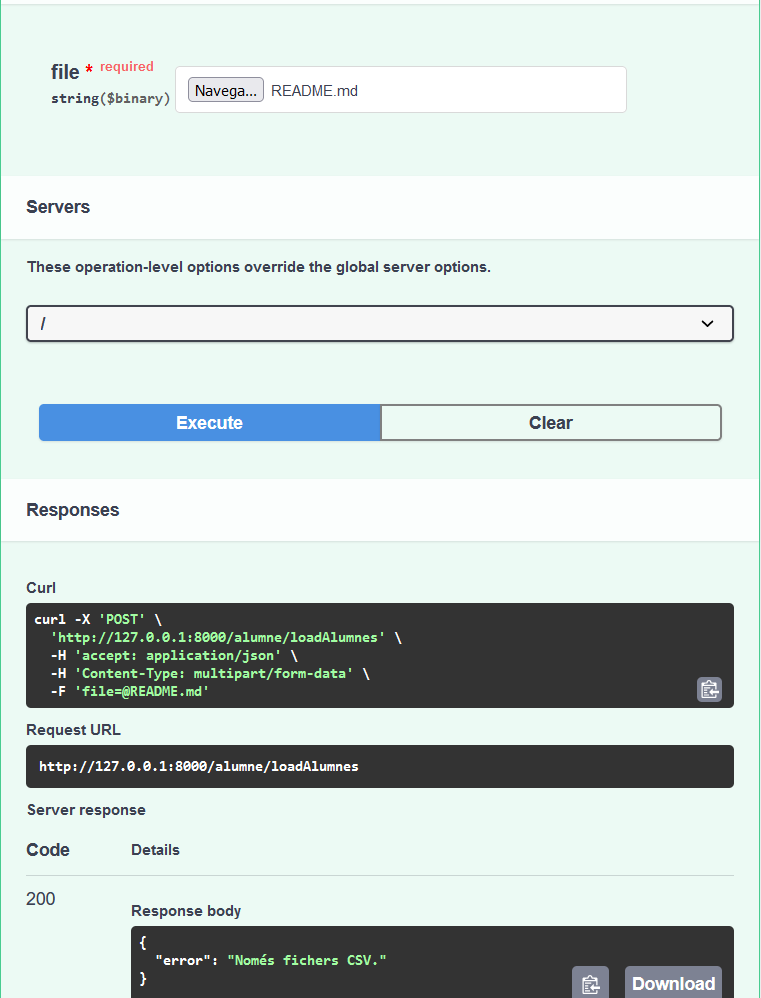 file * required
string($binary)
Navega... README.md
Servers
These operation-level options override the global server options.
/
Execute Clear
Responses
Curl
curl -X 'POST' \
'http://127.0.0.1:8000/alumne/loadAlumnes' \
-H 'accept: application/json' \
-H 'Content-Type: multipart/form-data' \
-F 'file=@README.md'
Request URL
http://127.0.0.1:8000/alumne/loadAlumnes
Server response
Code Details
200
Response body
{
"error": "Només fichers CSV."
}
Download